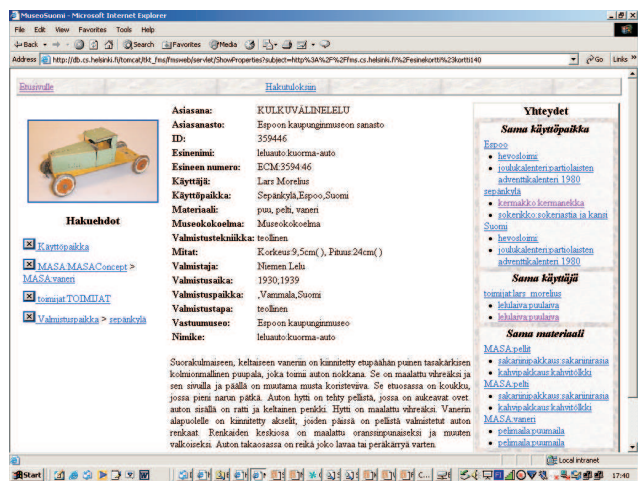 MuseoSuomi - Microsoft Internet Explorer
File Edit View Favorites Tools Help
Back Search Favorites Media
Address http://db.cs.helsinki.fi/tomcat/tkt_fms/fmsweb/servlet/ShowProperties?subject=http%3A%2F%2Ffms.cs.helsinki.fi%2Fesinekortti%23kortti140 Go Links »
Etusivulle Hakutuloksiin
Hakuehdot
Käyttöpaikka
MASA:MASAConcept >
MASA:vaneri
toimijat:TOIMIJAT
Valmistuspaikka > sepänkylä
Asiasana: KULKUVÄLINELELU
Asiasanasto: Espoon kaupunginmuseon sanasto
ID: 359446
Esinenimi: leluauto:kuorma-auto
Esineen numero: ECM:3594:46
Käyttäjä: Lars Morelius
Käyttöpaikka: Sepänkylä,Espoo,Suomi
Materiaali: puu, pelti, vaneri
Museokokoelma: Museokokoelma
Valmistustekniikka: teollinen
Mitat: Korkeus:9,5cm( ), Pituus:24cm( )
Valmistaja: Niemen Lelu
Valmistusaika: 1930;1939
Valmistuspaikka: ,Vammala,Suomi
Valmistustapa: teollinen
Vastuumuseo: Espoon kaupunginmuseo
Nimike: leluauto:kuorma-auto
Suorakulmaiseen, keltaiseen vaneriin on kiinnitetty etupäähän puinen tasakärkisen
kolmionmallinen puupala, joka toimii auton nokkana. Se on maalattu vihreäksi ja
sen sivuilla ja päällä on muutama musta koristeviiva. Se etuosassa on koukku,
jossa pieni narun pätkä. Auton hytti on tehty pellistä, jossa on aukeavat ovet.
auton sisällä on ratti ja keltainen penkki. Hytti on maalattu vihreäksi. Vanerin
alapuolelle on kiinnitetty akselit, joiden päissä on pellistä valmistetut auton
renkaat. Renkaiden keskiosa on maalattu oranssinpunaiseksi ja muuten
valkoiseksi. Auton takaosassa on reikä joko lavaa tai peräkärryä varten.
Yhteydet
Sama käyttöpaikka
Espoo
hevosloimi
joulukalenteri:partiolaisten
adventtikalenteri 1980
sepänkylä
kermakko:kermanekka
sokerikko:sokeriastia ja kansi
Suomi
hevosloimi
joulukalenteri:partiolaisten
adventtikalenteri 1980
Sama käyttäjä
toimijat:lars_morelius
lelulaiva:puulaiva
lelulaiva:puulaiva
Sama materiaali
MASA:pellit
sakariinipakkaus:sakariinirasia
kahvipakkaus:kahvitölkki
MASA:pelti
sakariinipakkaus:sakariinirasia
kahvipakkaus:kahvitölkki
MASA:vaneri
pelimaila:puumaila
pelimaila:puumaila
Local intranet
Start 17:40